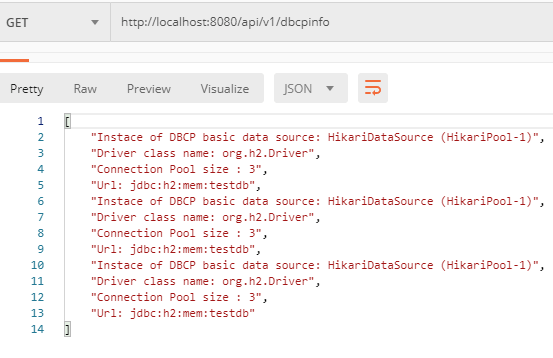 GET http://localhost:8080/api/v1/dbcpinfo
Pretty Raw Preview Visualize JSON
1 [
2 "Instace of DBCP basic data source: HikariDataSource (HikariPool-1)",
3 "Driver class name: org.h2.Driver",
4 "Connection Pool size : 3",
5 "Url: jdbc:h2:mem:testdb",
6 "Instace of DBCP basic data source: HikariDataSource (HikariPool-1)",
7 "Driver class name: org.h2.Driver",
8 "Connection Pool size : 3",
9 "Url: jdbc:h2:mem:testdb",
10 "Instace of DBCP basic data source: HikariDataSource (HikariPool-1)",
11 "Driver class name: org.h2.Driver",
12 "Connection Pool size : 3",
13 "Url: jdbc:h2:mem:testdb"
14 ]